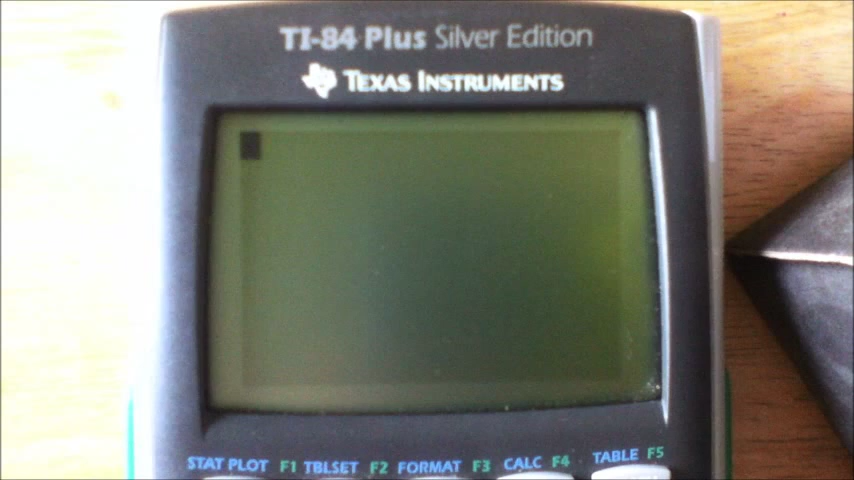 TI-84 Plus Silver Edition
TEXAS INSTRUMENTS
STAT PLOT F1 TBLSET F2 FORMAT F3 CALC F4 TABLE F5